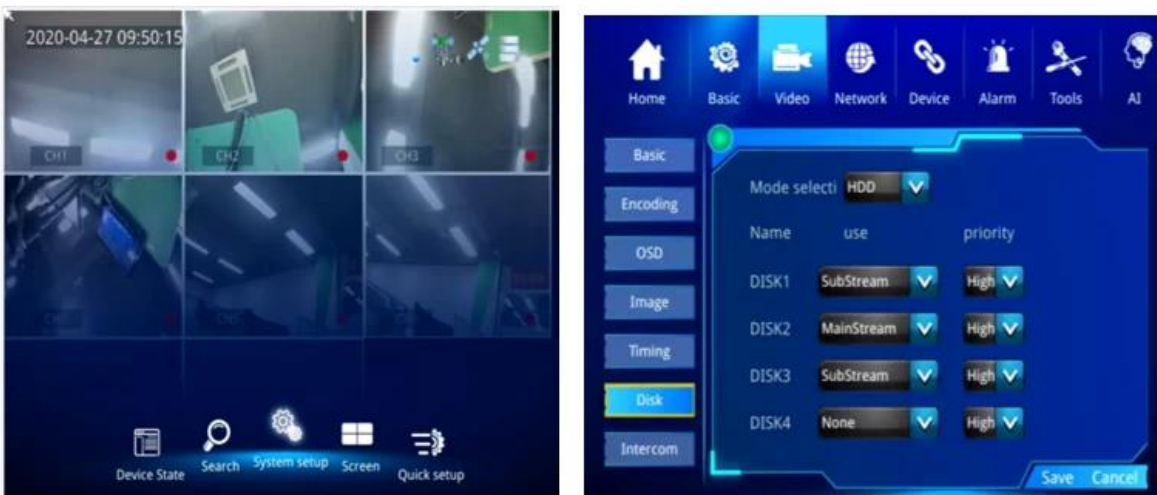 2020-04-27 09:50:15
CH1
CH2
CH3
Device State
Search
System setup
Screen
Quick setup
Home
Basic
Video
Network
Device
Alarm
Tools
AI
Basic
Encoding
OSD
Image
Timing
Disk
Intercom
Mode selecti HDD
Name use priority
DISK1 SubStream High
DISK2 MainStream High
DISK3 SubStream High
DISK4 None High
Save Cancel